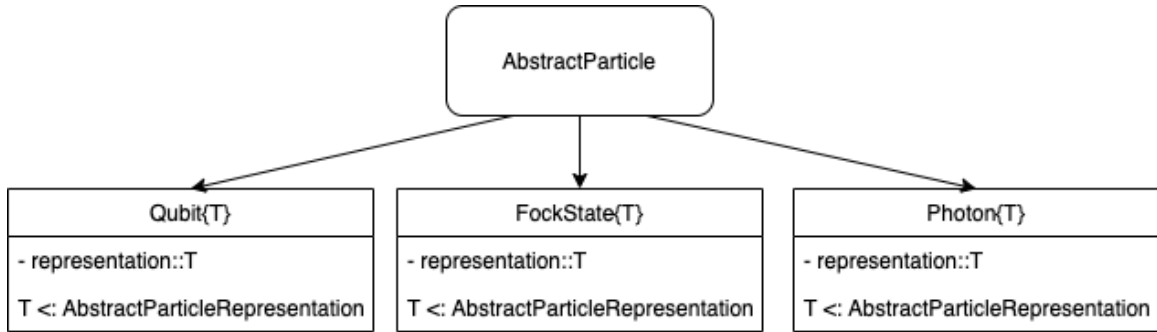 AbstractParticle
Qubit{T}
- representation::T
T <: AbstractParticleRepresentation
FockState{T}
- representation::T
T <: AbstractParticleRepresentation
Photon{T}
- representation::T
T <: AbstractParticleRepresentation